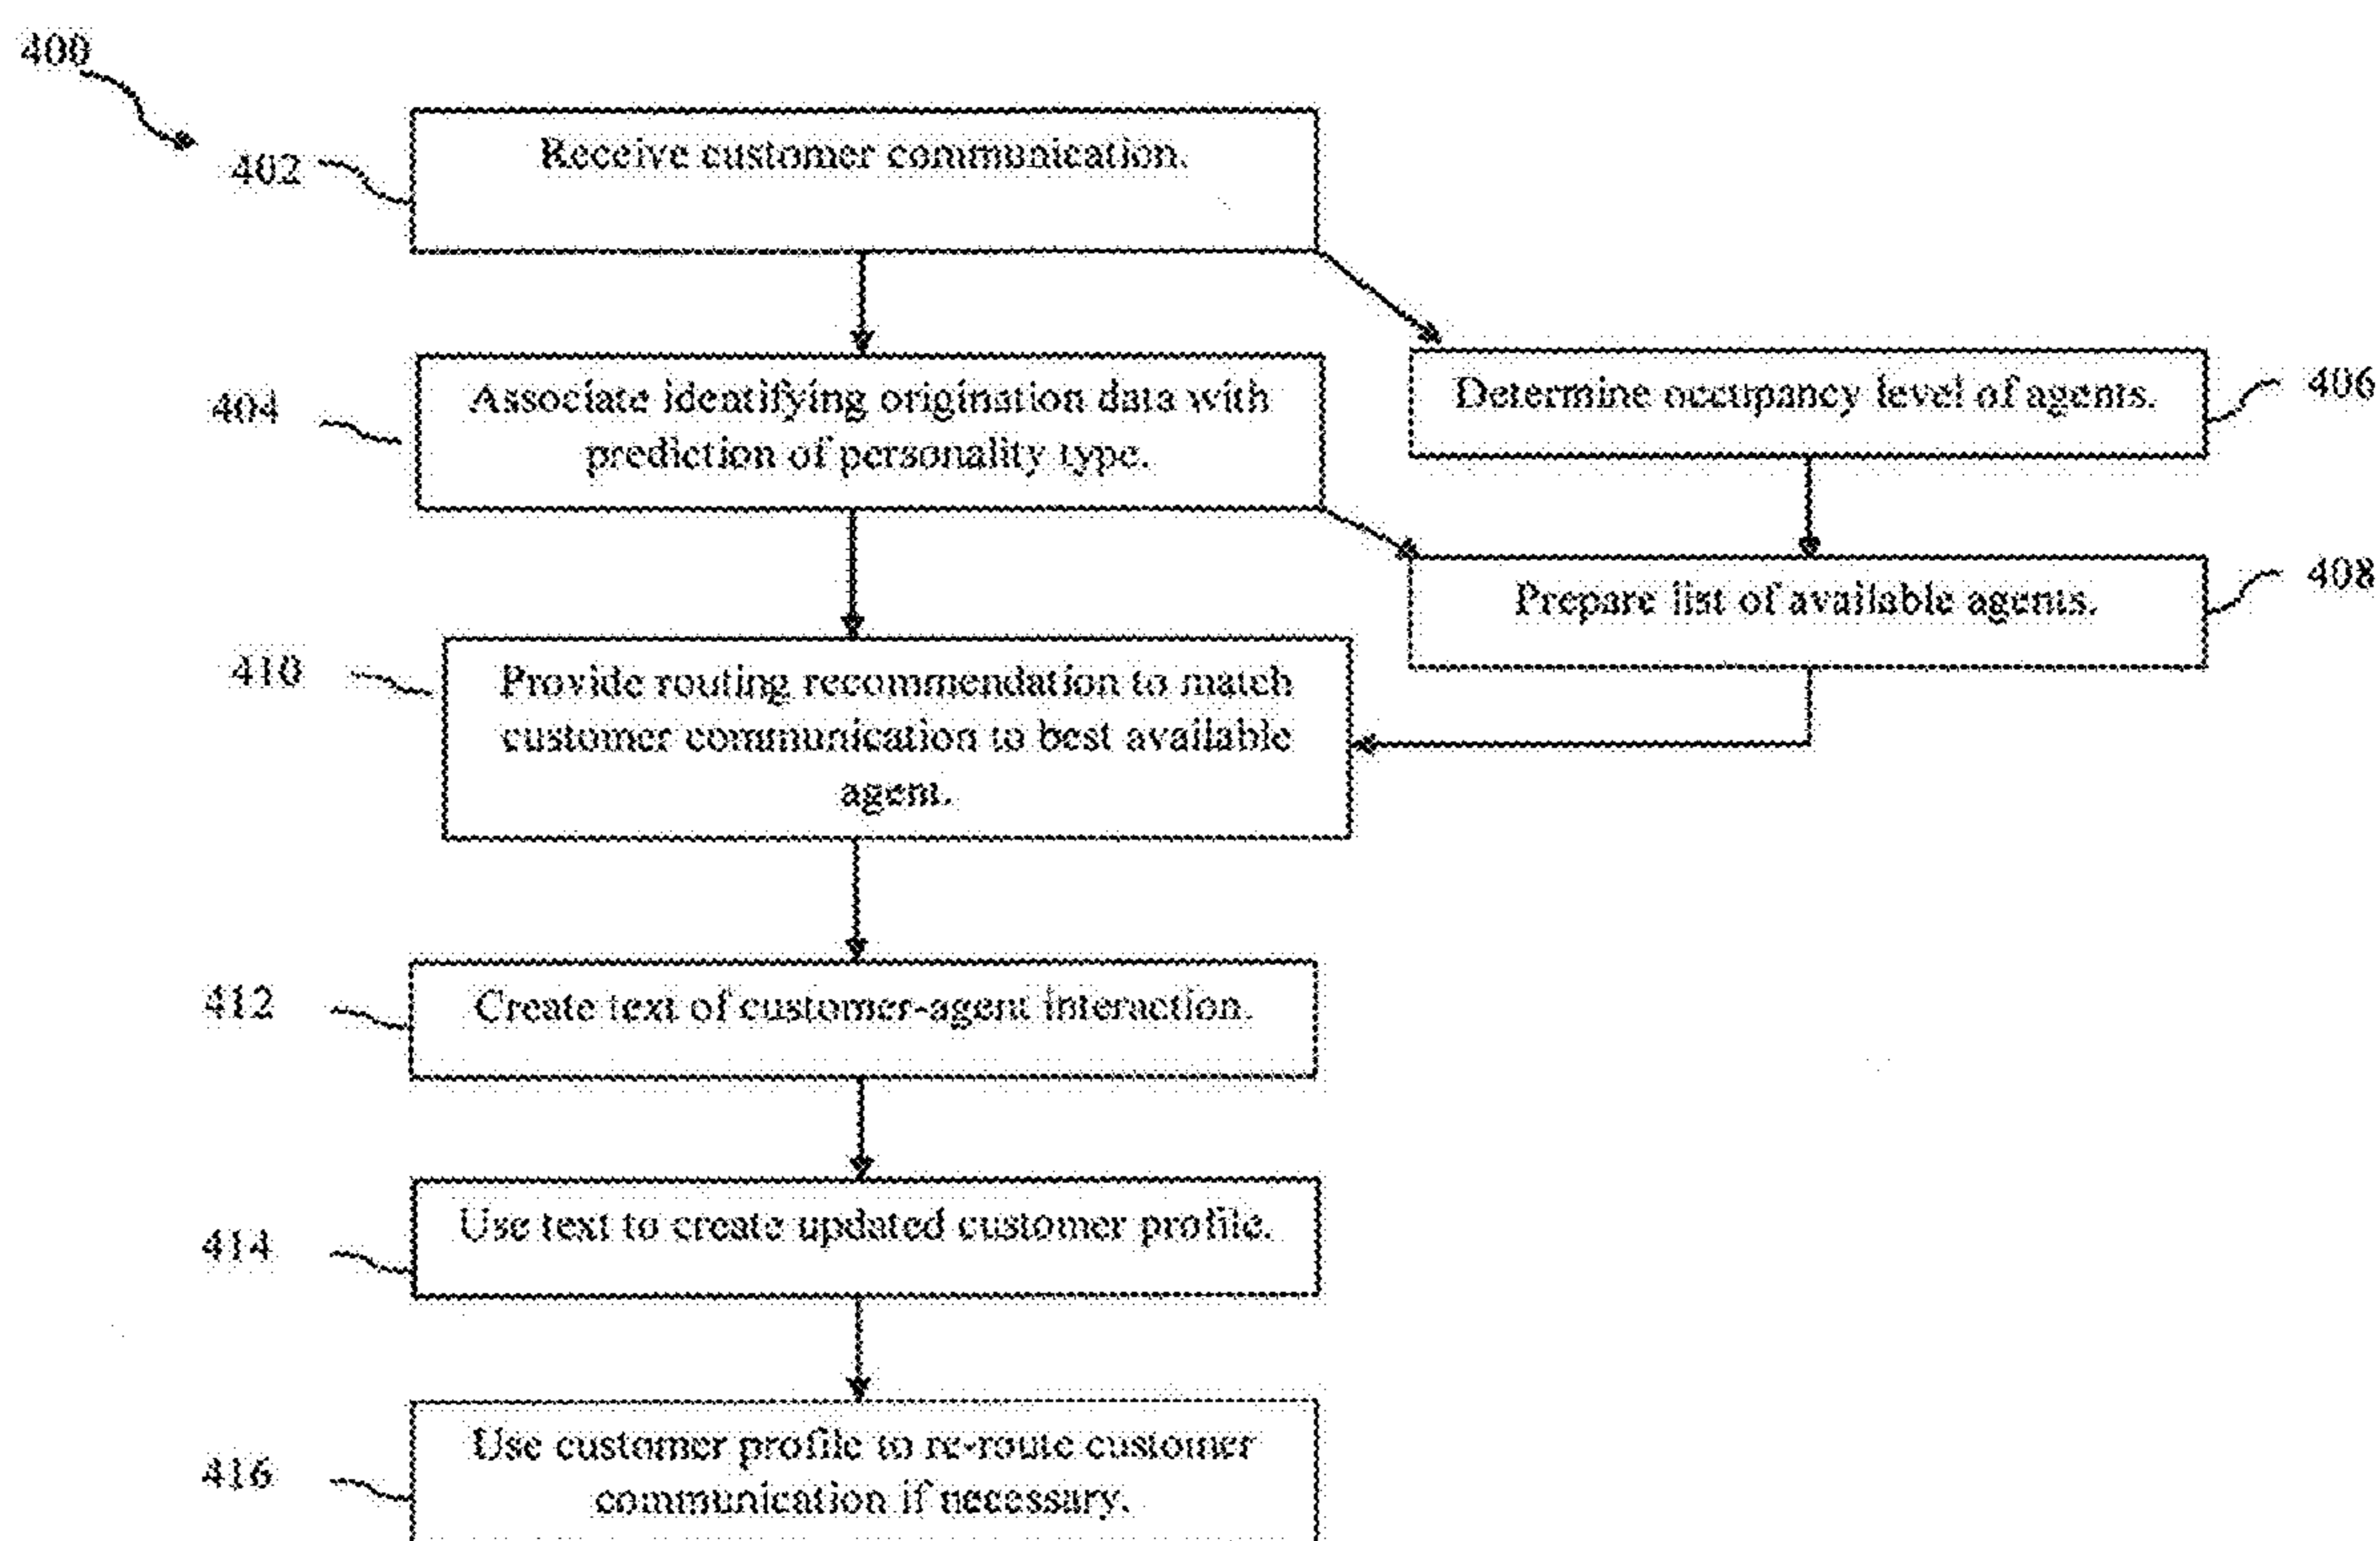 400
402
Receive customer communication.
404
Associate identifying origination data with
prediction of personality type.
Determine occupancy level of agents.
406
Prepare list of available agents.
408
410
Provide routing recommendation to match
customer communication to best available
agent.
412
Create text of customer-agent interaction.
414
Use text to create updated customer profile.
416
Use customer profile to re-route customer
communication if necessary.